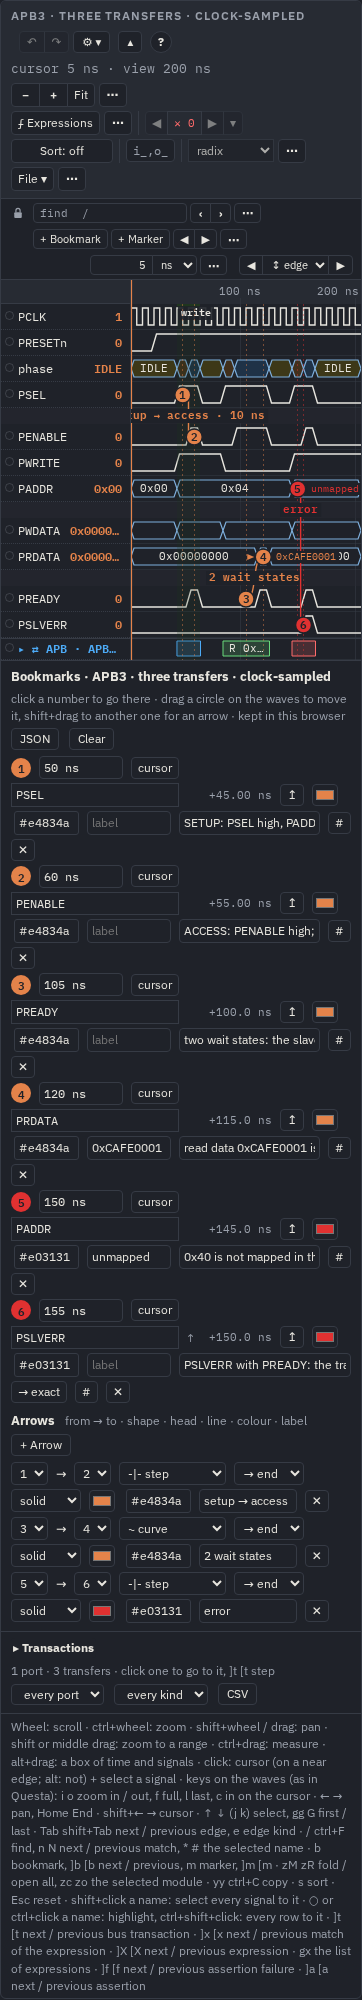 APB3 · THREE TRANSFERS · CLOCK-SAMPLED
↶ ↷ ⚙ ▾ ▴ ?
cursor 5 ns · view 200 ns
− + Fit ⋯
⨍ Expressions ⋯ ◀ × 0 ▶ ▾
Sort: off i_,o_ radix ⋯
File ▾ ⋯
find / ‹ › ⋯
+ Bookmark + Marker ◀ ▶ ⋯
5 ns ⋯ ◀ ↕ edge ▶
100 ns 200 ns
PCLK 1 write
PRESETn 0
phase IDLE IDLE IDLE
PSEL 0 1
up → access · 10 ns
PENABLE 0 2
PWRITE 0
PADDR 0x00 0x00 0x04 5 unmapped
error
PWDATA 0x0000…
PRDATA 0x0000… 0x00000000 4 0xCAFE0001 00
2 wait states
PREADY 0 3
PSLVERR 0 6
▸ ⇄ APB · APB… R 0x…
Bookmarks · APB3 · three transfers · clock-sampled
click a number to go there · drag a circle on the waves to move
it, shift+drag to another one for an arrow · kept in this browser
JSON Clear
1 50 ns cursor
PSEL +45.00 ns ↥
#e4834a label SETUP: PSEL high, PADD #
✕
2 60 ns cursor
PENABLE +55.00 ns ↥
#e4834a label ACCESS: PENABLE high; #
✕
3 105 ns cursor
PREADY +100.0 ns ↥
#e4834a label two wait states: the slav #
✕
4 120 ns cursor
PRDATA +115.0 ns ↥
#e4834a 0xCAFE0001 read data 0xCAFE0001 is #
✕
5 150 ns cursor
PADDR +145.0 ns ↥
#e03131 unmapped 0x40 is not mapped in th #
✕
6 155 ns cursor
PSLVERR ↑ +150.0 ns ↥
#e03131 label PSLVERR with PREADY: the tra
→ exact # ✕
Arrows from → to · shape · head · line · colour · label
+ Arrow
1 → 2 -|- step → end
solid #e4834a setup → access ✕
3 → 4 ~ curve → end
solid #e4834a 2 wait states ✕
5 → 6 -|- step → end
solid #e03131 error ✕
▸ Transactions
1 port · 3 transfers · click one to go to it, ]t [t step
every port every kind CSV
Wheel: scroll · ctrl+wheel: zoom · shift+wheel / drag: pan ·
shift or middle drag: zoom to a range · ctrl+drag: measure ·
alt+drag: a box of time and signals · click: cursor (on a near
edge; alt: not) + select a signal · keys on the waves (as in
Questa): i o zoom in / out, f full, l last, c in on the cursor · ← →
pan, Home End · shift+← → cursor · ↑ ↓ (j k) select, gg G first /
last · Tab shift+Tab next / previous edge, e edge kind · / ctrl+F
find, n N next / previous match, * # the selected name · b
bookmark, ]b [b next / previous, m marker, ]m [m · zM zR fold /
open all, zc zo the selected module · yy ctrl+C copy · s sort ·
Esc reset · shift+click a name: select every signal to it · ○ or
ctrl+click a name: highlight, ctrl+shift+click: every row to it · ]t
[t next / previous bus transaction · ]x [x next / previous match
of the expression · ]X [X next / previous expression · gx the list
of expressions · ]f [f next / previous assertion failure · ]a [a
next / previous assertion